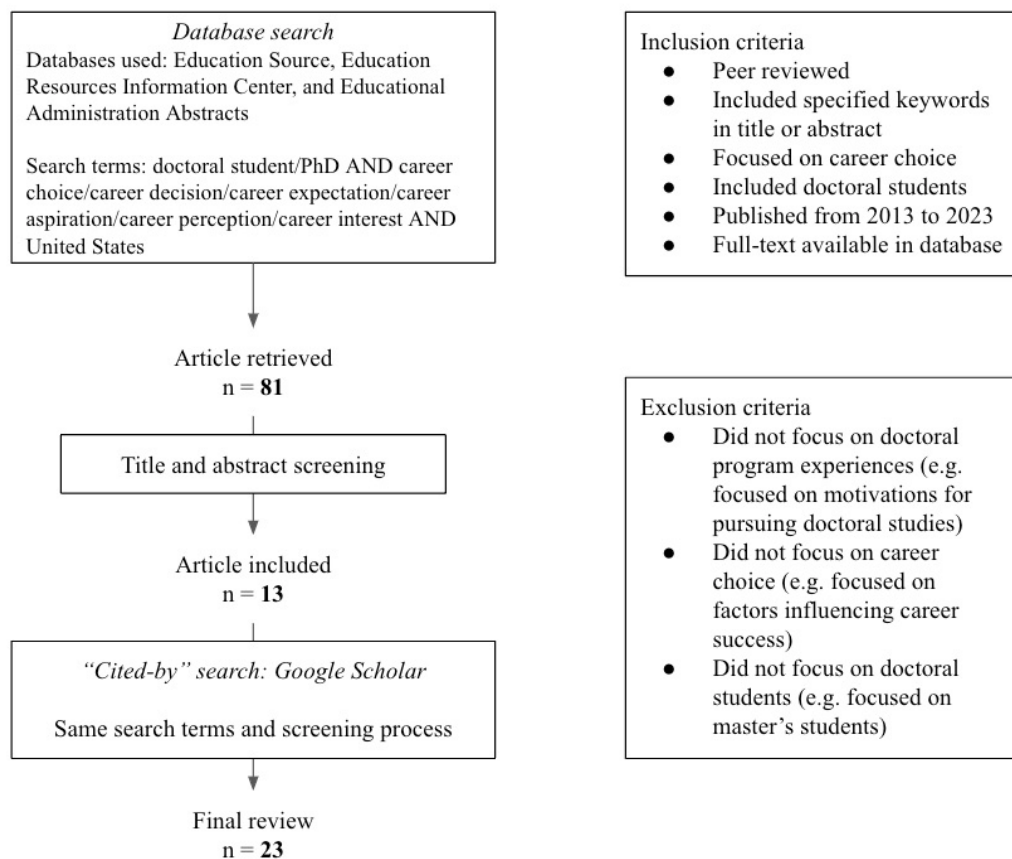 Database search
Databases used: Education Source, Education
Resources Information Center, and Educational
Administration Abstracts
Search terms: doctoral student/PhD AND career
choice/career decision/career expectation/career
aspiration/career perception/career interest AND
United States
Article retrieved
n = 81
Title and abstract screening
Article included
n = 13
“Cited-by” search: Google Scholar
Same search terms and screening process
Final review
n = 23
Inclusion criteria
● Peer reviewed
● Included specified keywords
in title or abstract
● Focused on career choice
● Included doctoral students
● Published from 2013 to 2023
● Full-text available in database
Exclusion criteria
● Did not focus on doctoral
program experiences (e.g.
focused on motivations for
pursuing doctoral studies)
● Did not focus on career
choice (e.g. focused on
factors influencing career
success)
● Did not focus on doctoral
students (e.g. focused on
master’s students)